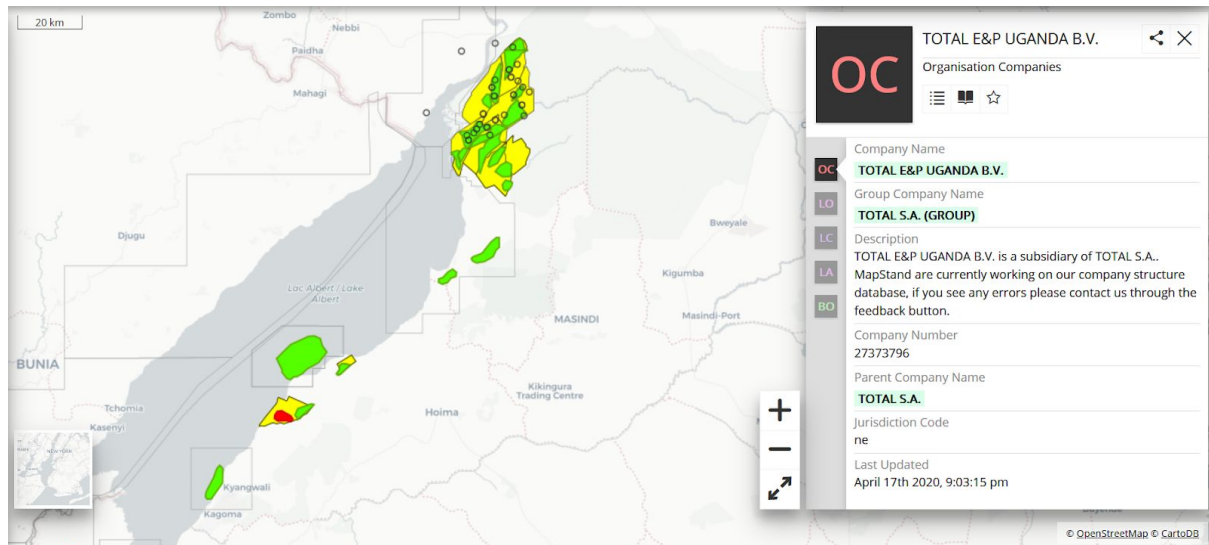 20 km
Zombo
Nebbi
Paidha
Mahagi
Djugu
Lac Albert / Lake
Albert
Bweyale
Kigumba
MASINDI
Masindi-Port
BUNIA
Tchomia
Kasenyi
Kikingura
Trading Centre
Hoima
Kyangwali
Kagoma
NEW YORK
OC
TOTAL E&P UGANDA B.V.
Organisation Companies
OC
LO
LC
LA
BO
Company Name
TOTAL E&P UGANDA B.V.
Group Company Name
TOTAL S.A. (GROUP)
Description
TOTAL E&P UGANDA B.V. is a subsidiary of TOTAL S.A..
MapStand are currently working on our company structure
database, if you see any errors please contact us through the
feedback button.
Company Number
27373796
Parent Company Name
TOTAL S.A.
Jurisdiction Code
ne
Last Updated
April 17th 2020, 9:03:15 pm
© OpenStreetMap © CartoDB